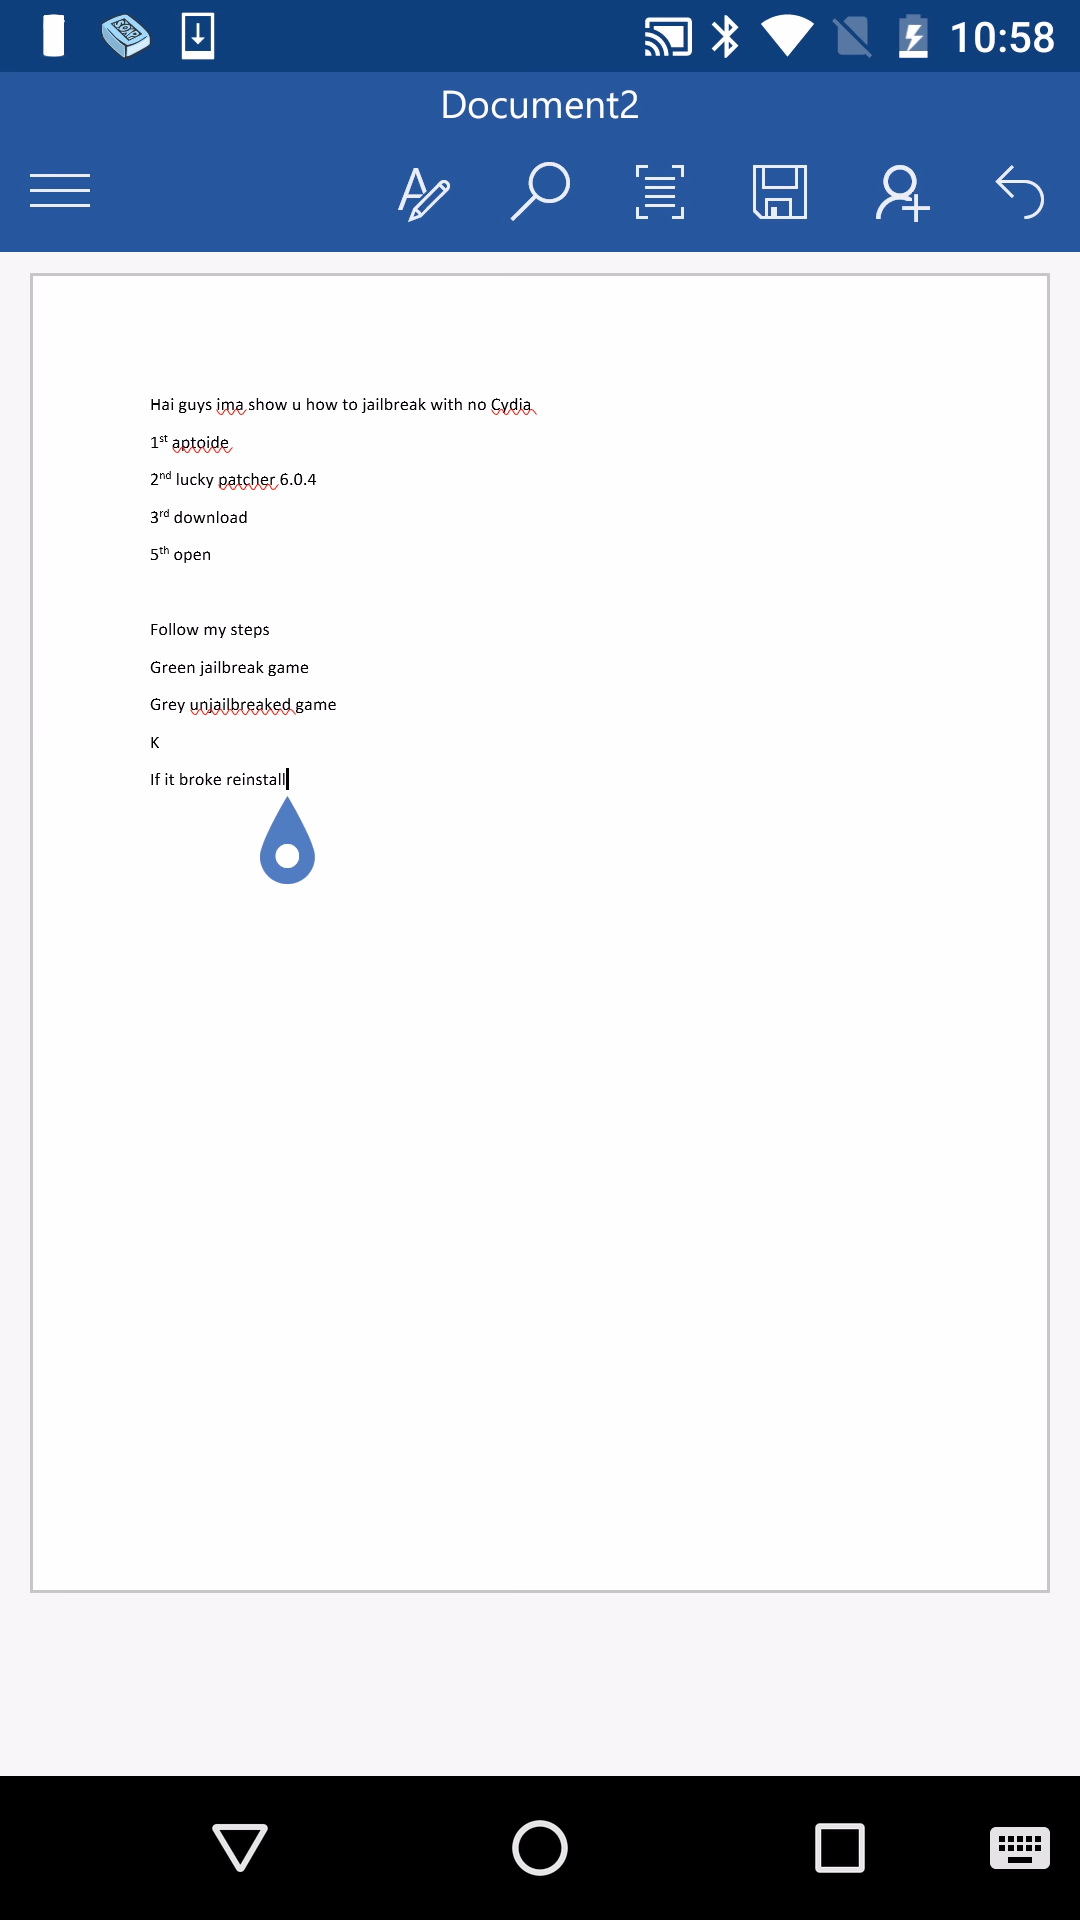 10:58
Document2
Hai guys ima show u how to jailbreak with no Cydia
1st aptoide
2nd lucky patcher 6.0.4
3rd download
5th open
Follow my steps
Green jailbreak game
Grey unjailbreaked game
K
If it broke reinstall